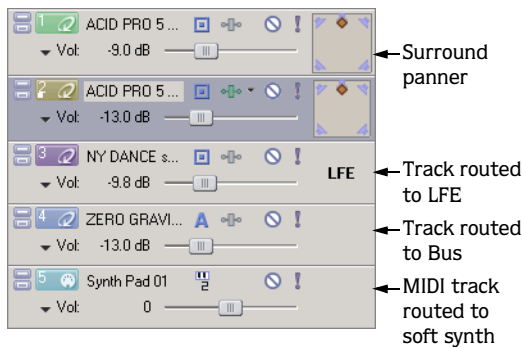 1 ACID PRO 5...
Vol: -9.0 dB
Surround
panner
2 ACID PRO 5...
Vol: -13.0 dB
3 NY DANCE s...
Vol: -9.8 dB
LFE
Track routed
to LFE
4 ZERO GRAVI... A
Vol: -13.0 dB
Track routed
to Bus
5 Synth Pad 01 2
Vol: 0
MIDI track
routed to
soft synth